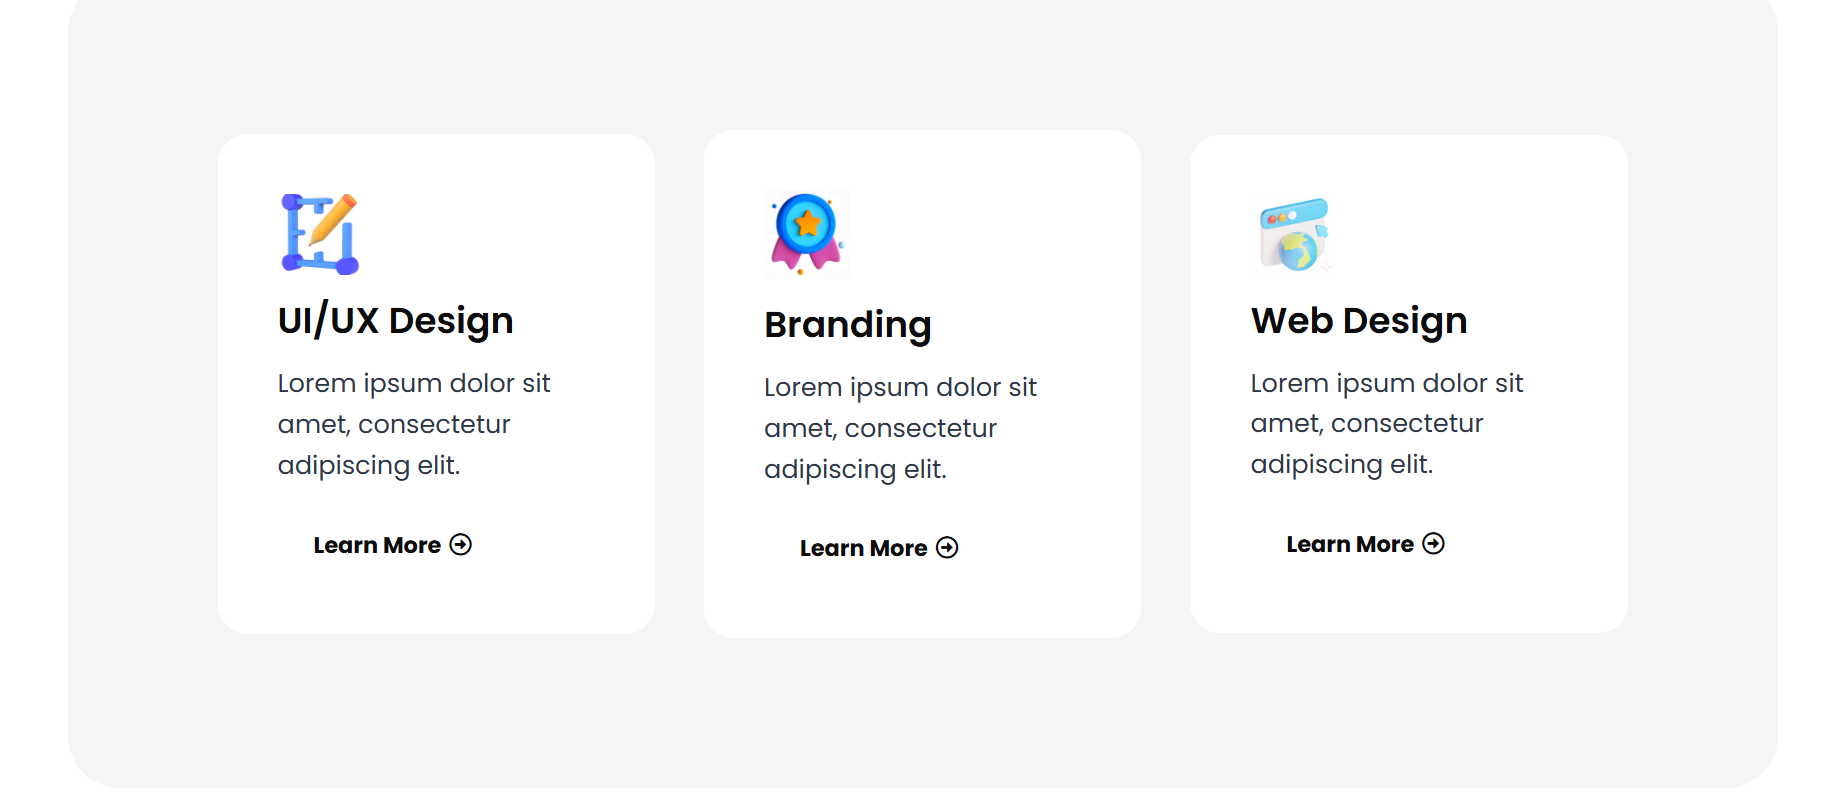 UI/UX Design
Lorem ipsum dolor sit
amet, consectetur
adipiscing elit.
Learn More
Branding
Lorem ipsum dolor sit
amet, consectetur
adipiscing elit.
Learn More
Web Design
Lorem ipsum dolor sit
amet, consectetur
adipiscing elit.
Learn More